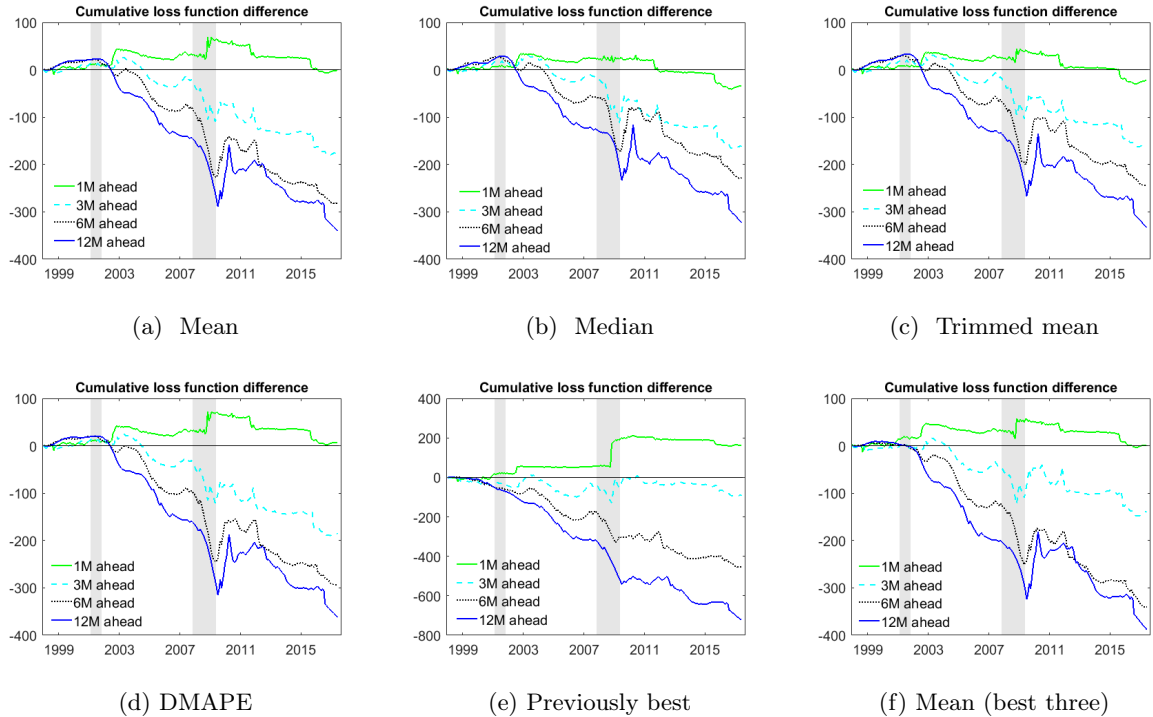 Cumulative loss function difference
100
0
-100
-200
-300
-400
1M ahead
3M ahead
6M ahead
12M ahead
1999 2003 2007 2011 2015
(a) Mean
Cumulative loss function difference
100
0
-100
-200
-300
-400
1M ahead
3M ahead
6M ahead
12M ahead
1999 2003 2007 2011 2015
(b) Median
Cumulative loss function difference
100
0
-100
-200
-300
-400
1M ahead
3M ahead
6M ahead
12M ahead
1999 2003 2007 2011 2015
(c) Trimmed mean
Cumulative loss function difference
100
0
-100
-200
-300
-400
1M ahead
3M ahead
6M ahead
12M ahead
1999 2003 2007 2011 2015
(d) DMAPE
Cumulative loss function difference
400
200
0
-200
-400
-600
-800
1M ahead
3M ahead
6M ahead
12M ahead
1999 2003 2007 2011 2015
(e) Previously best
Cumulative loss function difference
100
0
-100
-200
-300
-400
1M ahead
3M ahead
6M ahead
12M ahead
1999 2003 2007 2011 2015
(f) Mean (best three)